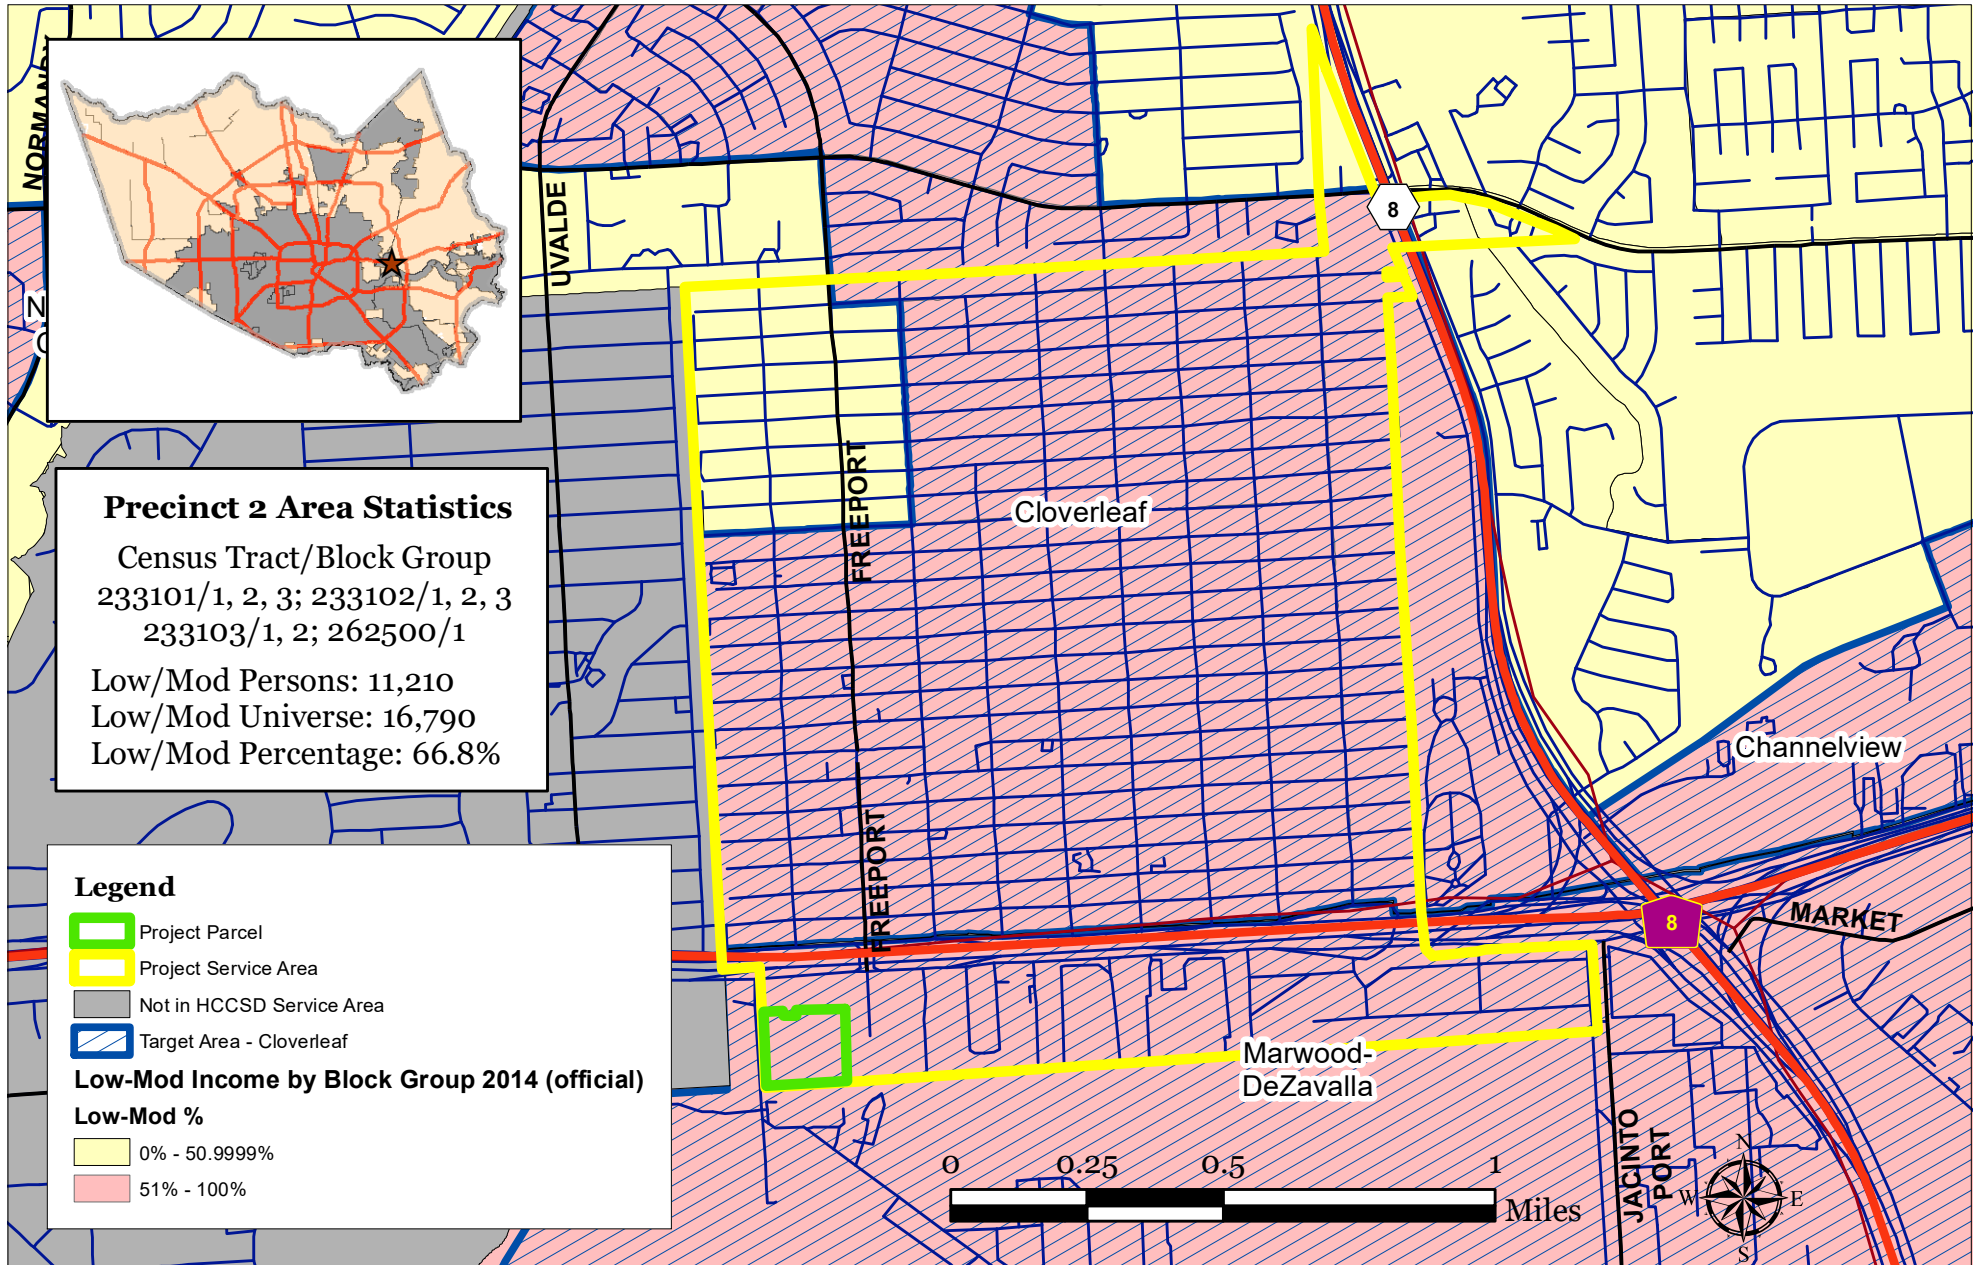 NORMANDY
UVALDE
8
N
C
FREEPORT
Cloverleaf
Precinct 2 Area Statistics
Census Tract/Block Group
233101/1, 2, 3; 233102/1, 2, 3
233103/1, 2; 262500/1
Low/Mod Persons: 11,210
Low/Mod Universe: 16,790
Low/Mod Percentage: 66.8%
Channelview
FREEPORT
8
MARKET
Legend
Project Parcel
Project Service Area
Not in HCCSD Service Area
Target Area - Cloverleaf
Low-Mod Income by Block Group 2014 (official)
Low-Mod %
0% - 50.9999%
51% - 100%
Marwood-
DeZavalla
JACINTO
PORT
0 0.25 0.5 1
Miles
N
W E
S